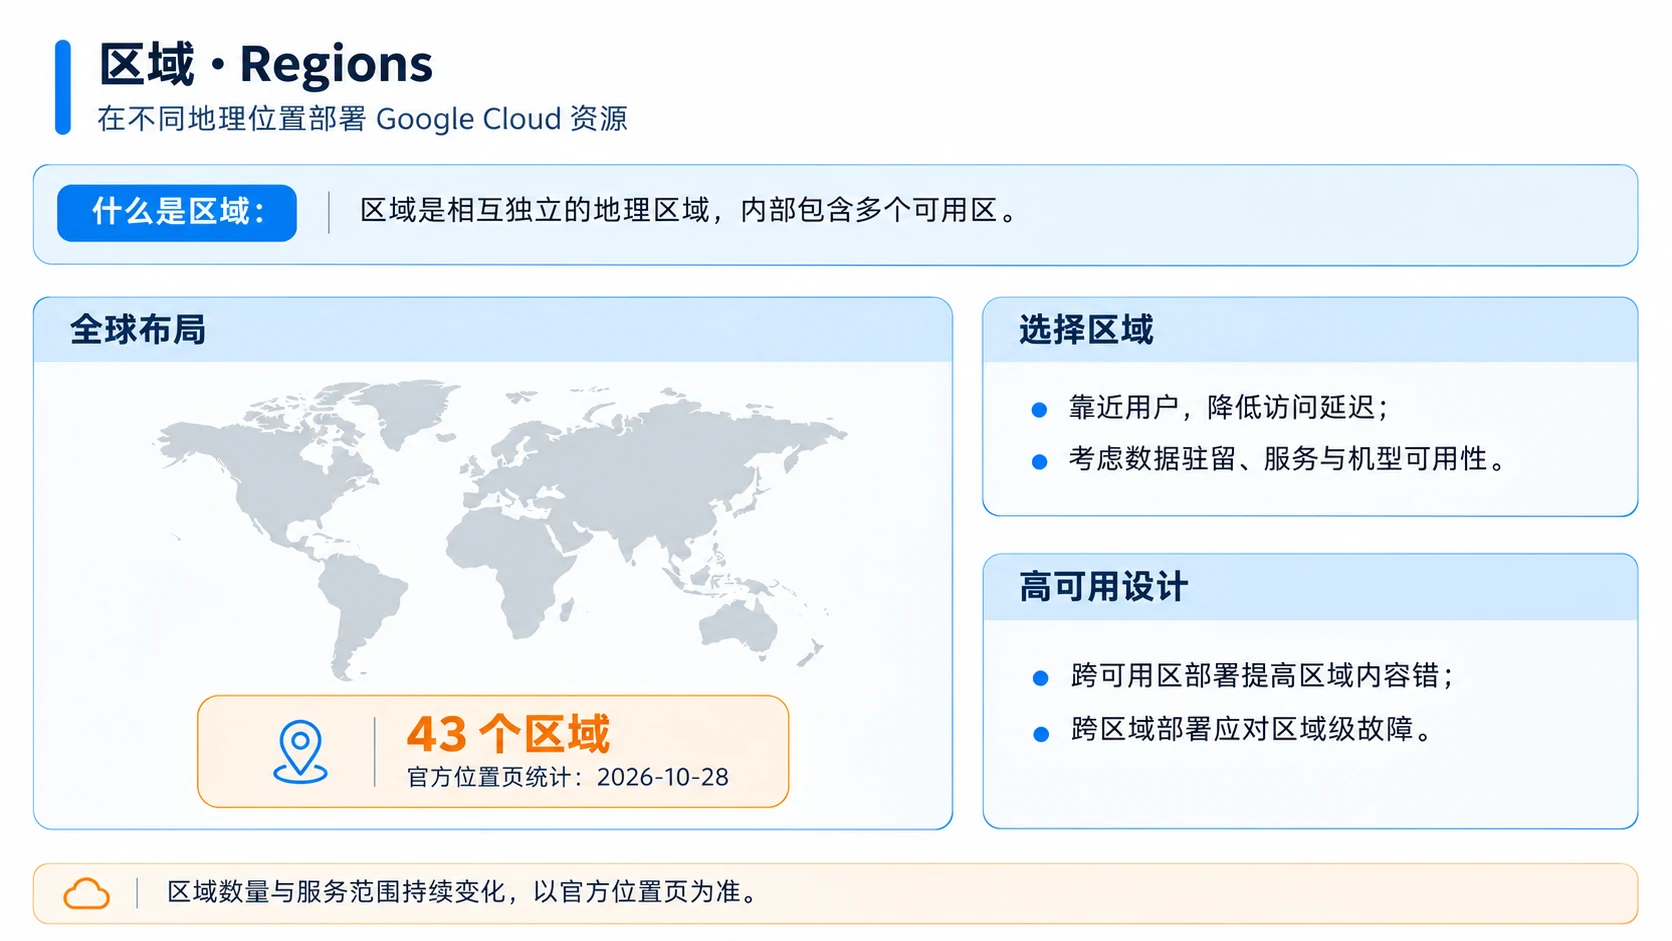 区域 · Regions
在不同地理位置部署 Google Cloud 资源
什么是区域：
区域是相互独立的地理区域，内部包含多个可用区。
全球布局
43 个区域
官方位置页统计：2026-10-28
选择区域
靠近用户，降低访问延迟；
考虑数据驻留、服务与机型可用性。
高可用设计
跨可用区部署提高区域内容错；
跨区域部署应对区域级故障。
区域数量与服务范围持续变化，以官方位置页为准。